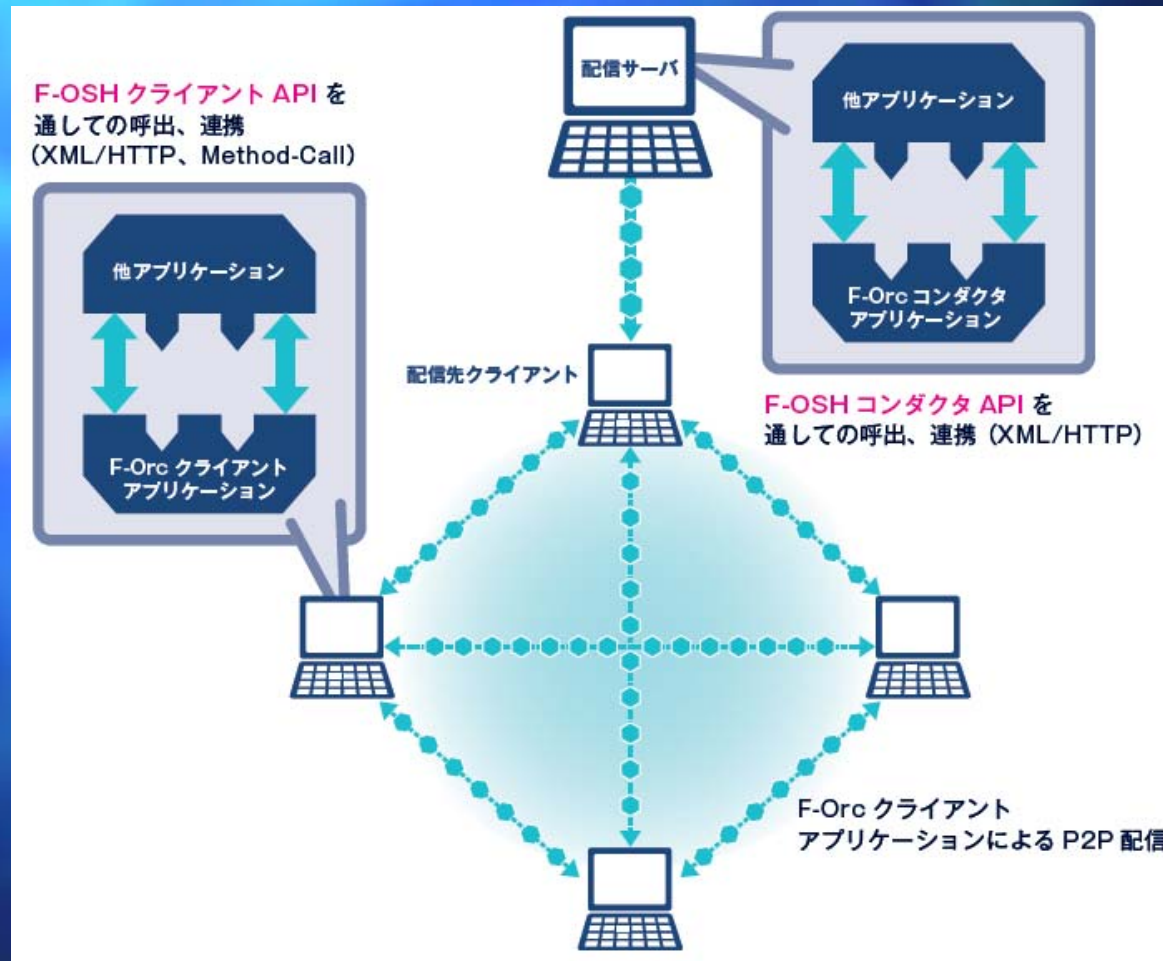 配信サーバ
他アプリケーション
F-Orc コンダクタ
アプリケーション
F-OSH コンダクタ API を
通しての呼出、連携（XML/HTTP）
F-OSH クライアント API を
通しての呼出、連携
（XML/HTTP、Method-Call）
他アプリケーション
F-Orc クライアント
アプリケーション
配信先クライアント
F-Orc クライアント
アプリケーションによる P2P 配信